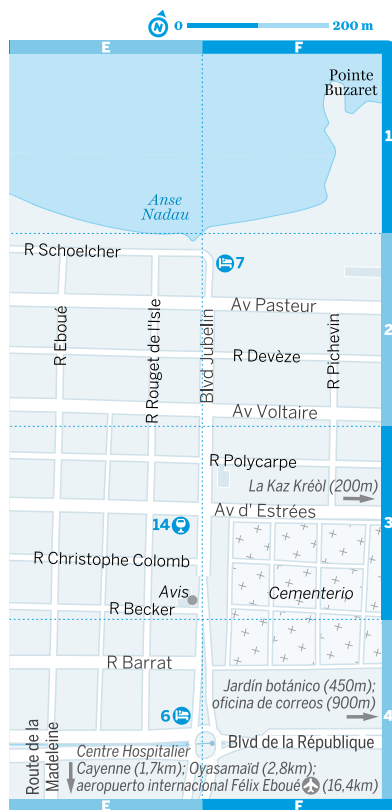 N 0 200 m
E F
Pointe
Buzaret
1
Anse
Nadau
R Schoelcher
7
Av Pasteur
R Eboué
R Rouget de l'Isle
Blvd Jubelin
R Devèze
R Pichevin
2
Av Voltaire
R Polycarpe
La Kaz Kréòl (200m)
Av d' Estrées
14
3
R Christophe Colomb
Avis
Cementerio
R Becker
R Barrat
Jardín botánico (450m);
oficina de correos (900m)
6
4
Blvd de la République
Route de la
Madeleine
Centre Hospitalier
Cayenne (1,7km); Oyasamaïd (2,8km);
aeropuerto internacional Félix Eboué (16,4km)
E F